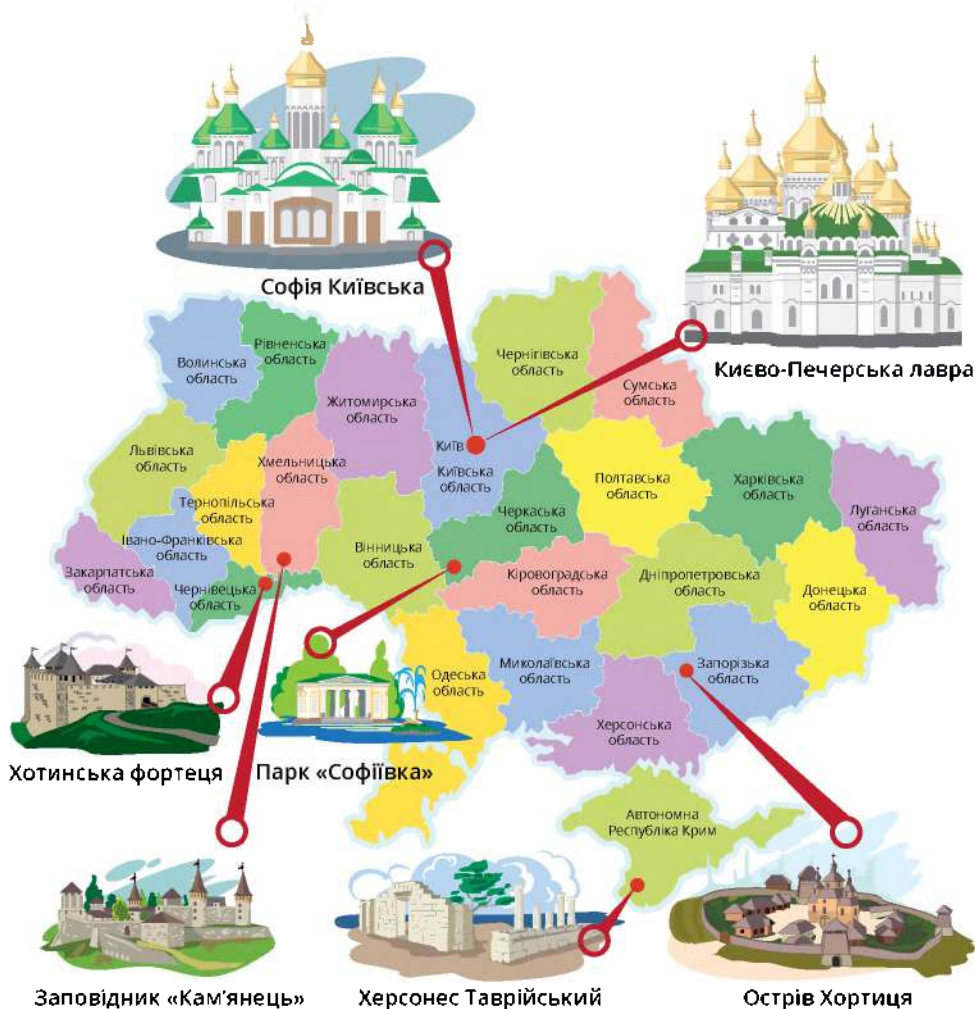 Софія Київська
Києво-Печерська лавра
Волинська
область
Рівненська
область
Житомирська
область
Чернігівська
область
Сумська
область
Київ
Київська
область
Львівська
область
Тернопільська
область
Хмельницька
область
Івано-Франківська
область
Закарпатська
область
Чернівецька
область
Вінницька
область
Черкаська
область
Полтавська
область
Харківська
область
Луганська
область
Кіровоградська
область
Дніпропетровська
область
Донецька
область
Одеська
область
Миколаївська
область
Запорізька
область
Херсонська
область
Автономна
Республіка Крим
Хотинська фортеця
Парк «Софіївка»
Заповідник «Кам'янець»
Херсонес Таврійський
Острів Хортиця